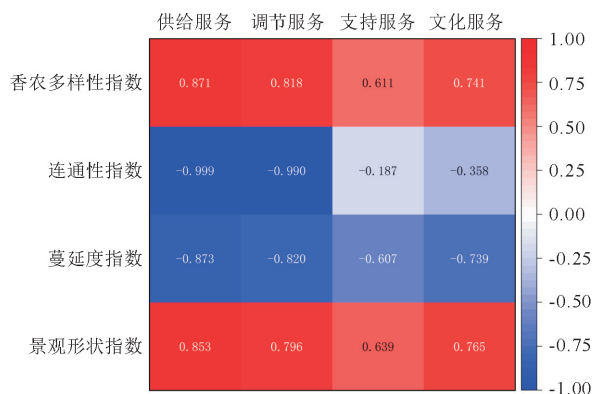 供给服务 调节服务 支持服务 文化服务
香农多样性指数 0.871 0.818 0.611 0.741
连通性指数 -0.999 -0.990 -0.187 -0.358
蔓延度指数 -0.873 -0.820 -0.607 -0.739
景观形状指数 0.853 0.796 0.639 0.765
1.00
0.75
0.50
0.25
0.00
-0.25
-0.50
-0.75
-1.00